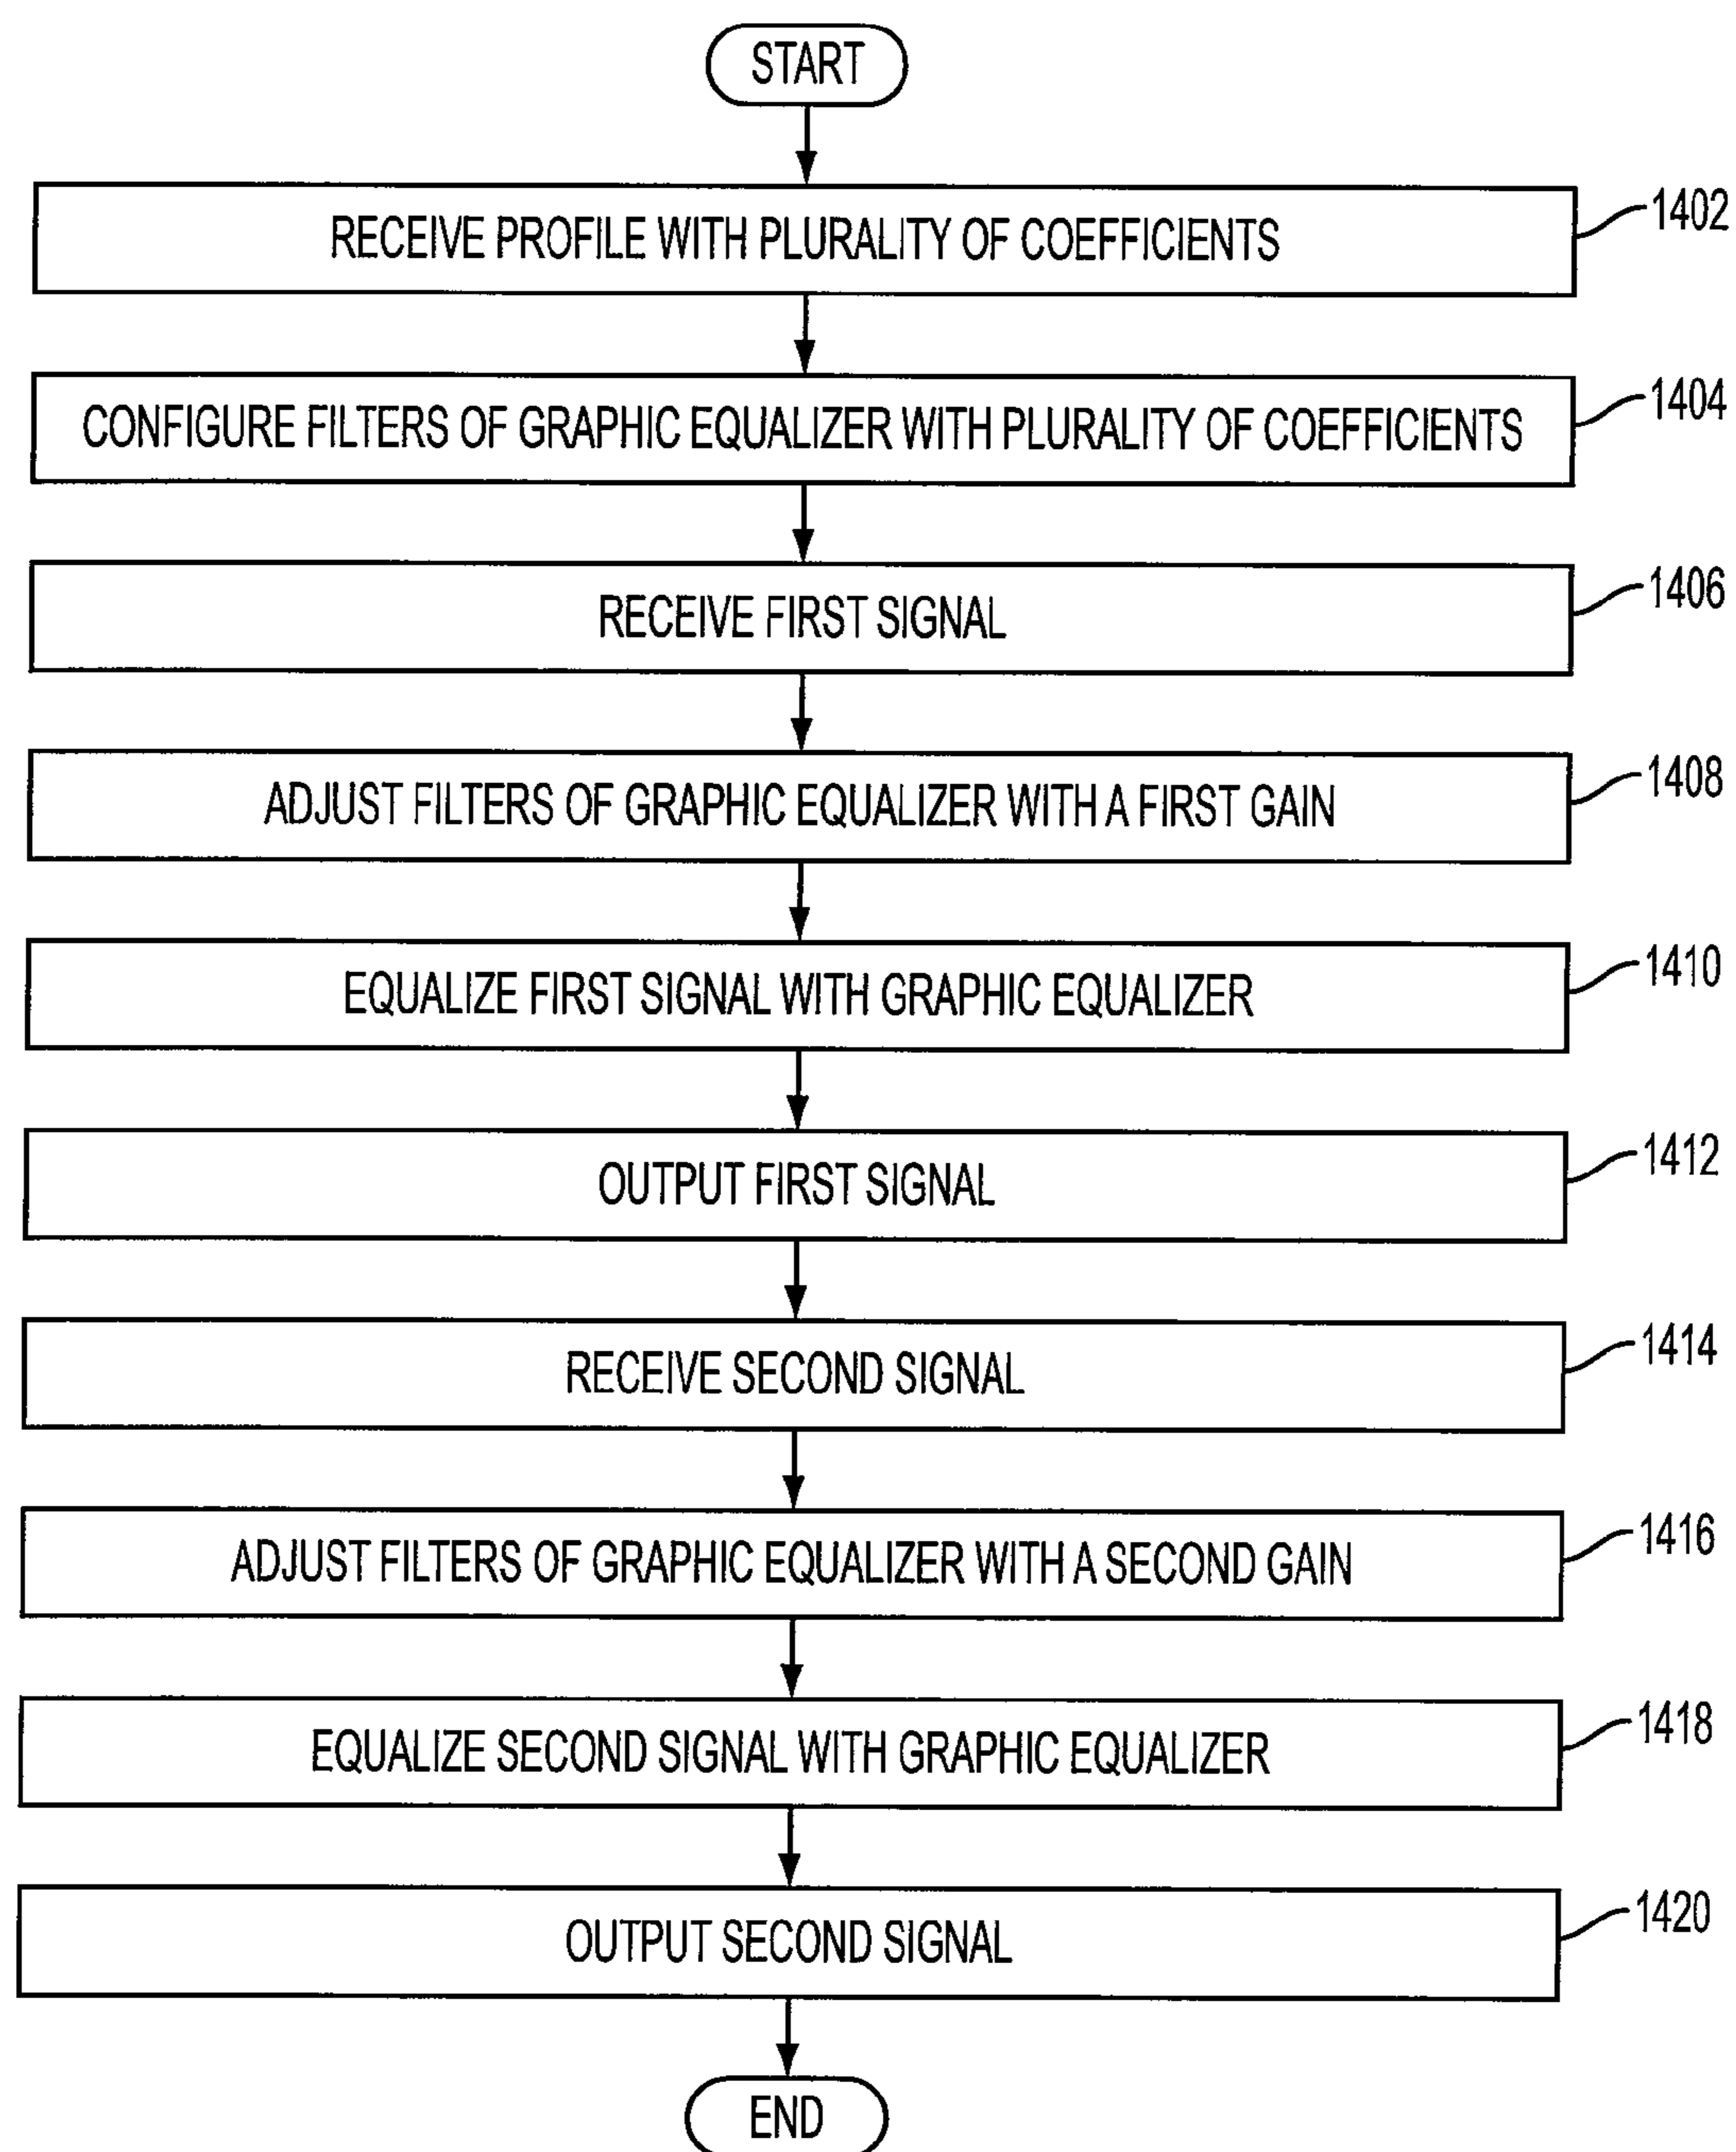 START
RECEIVE PROFILE WITH PLURALITY OF COEFFICIENTS
1402
CONFIGURE FILTERS OF GRAPHIC EQUALIZER WITH PLURALITY OF COEFFICIENTS
1404
RECEIVE FIRST SIGNAL
1406
ADJUST FILTERS OF GRAPHIC EQUALIZER WITH A FIRST GAIN
1408
EQUALIZE FIRST SIGNAL WITH GRAPHIC EQUALIZER
1410
OUTPUT FIRST SIGNAL
1412
RECEIVE SECOND SIGNAL
1414
ADJUST FILTERS OF GRAPHIC EQUALIZER WITH A SECOND GAIN
1416
EQUALIZE SECOND SIGNAL WITH GRAPHIC EQUALIZER
1418
OUTPUT SECOND SIGNAL
1420
END